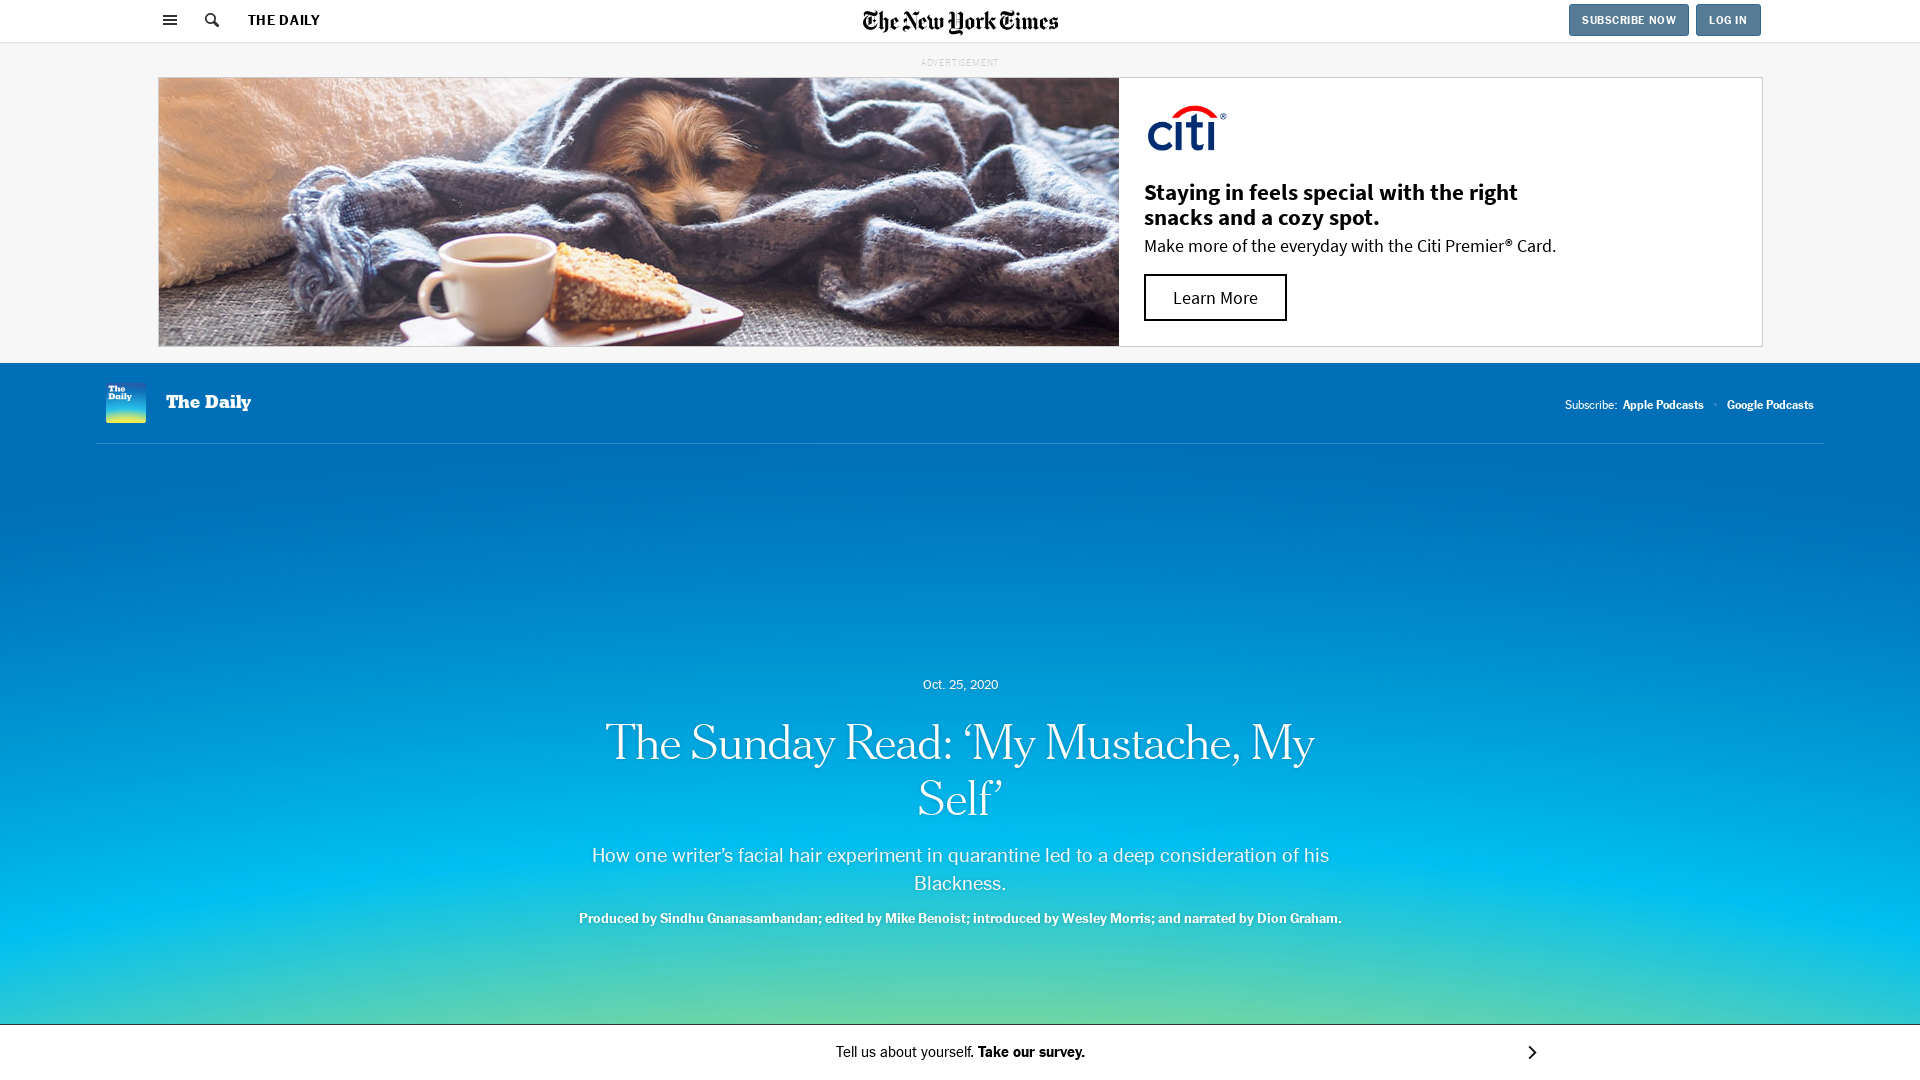 THE DAILY
The New York Times
SUBSCRIBE NOW
LOG IN
ADVERTISEMENT
citi®
Staying in feels special with the right
snacks and a cozy spot.
Make more of the everyday with the Citi Premier® Card.
Learn More
The
Daily
The Daily
Subscribe: Apple Podcasts • Google Podcasts
Oct. 25, 2020
The Sunday Read: ‘My Mustache, My
Self’
How one writer’s facial hair experiment in quarantine led to a deep consideration of his
Blackness.
Produced by Sindhu Gnanasambandan; edited by Mike Benoist; introduced by Wesley Morris; and narrated by Dion Graham.
Tell us about yourself. Take our survey.